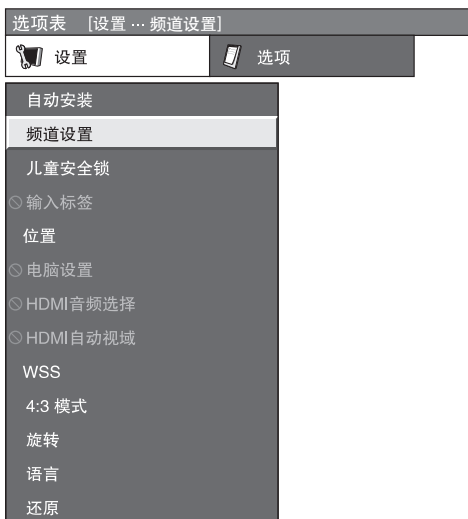 选项表 [设置 ··· 频道设置]
设置 选项
自动安装
频道设置
儿童安全锁
输入标签
位置
电脑设置
HDMI音频选择
HDMI自动视域
WSS
4:3 模式
旋转
语言
还原